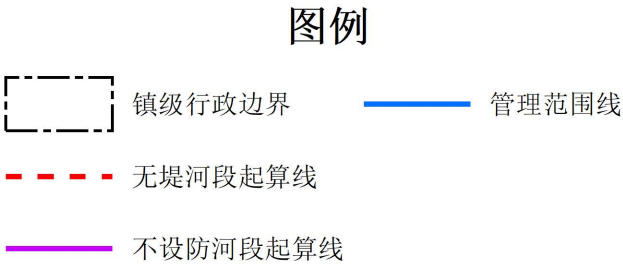 图例
镇级行政边界 管理范围线
无堤河段起算线
不设防河段起算线